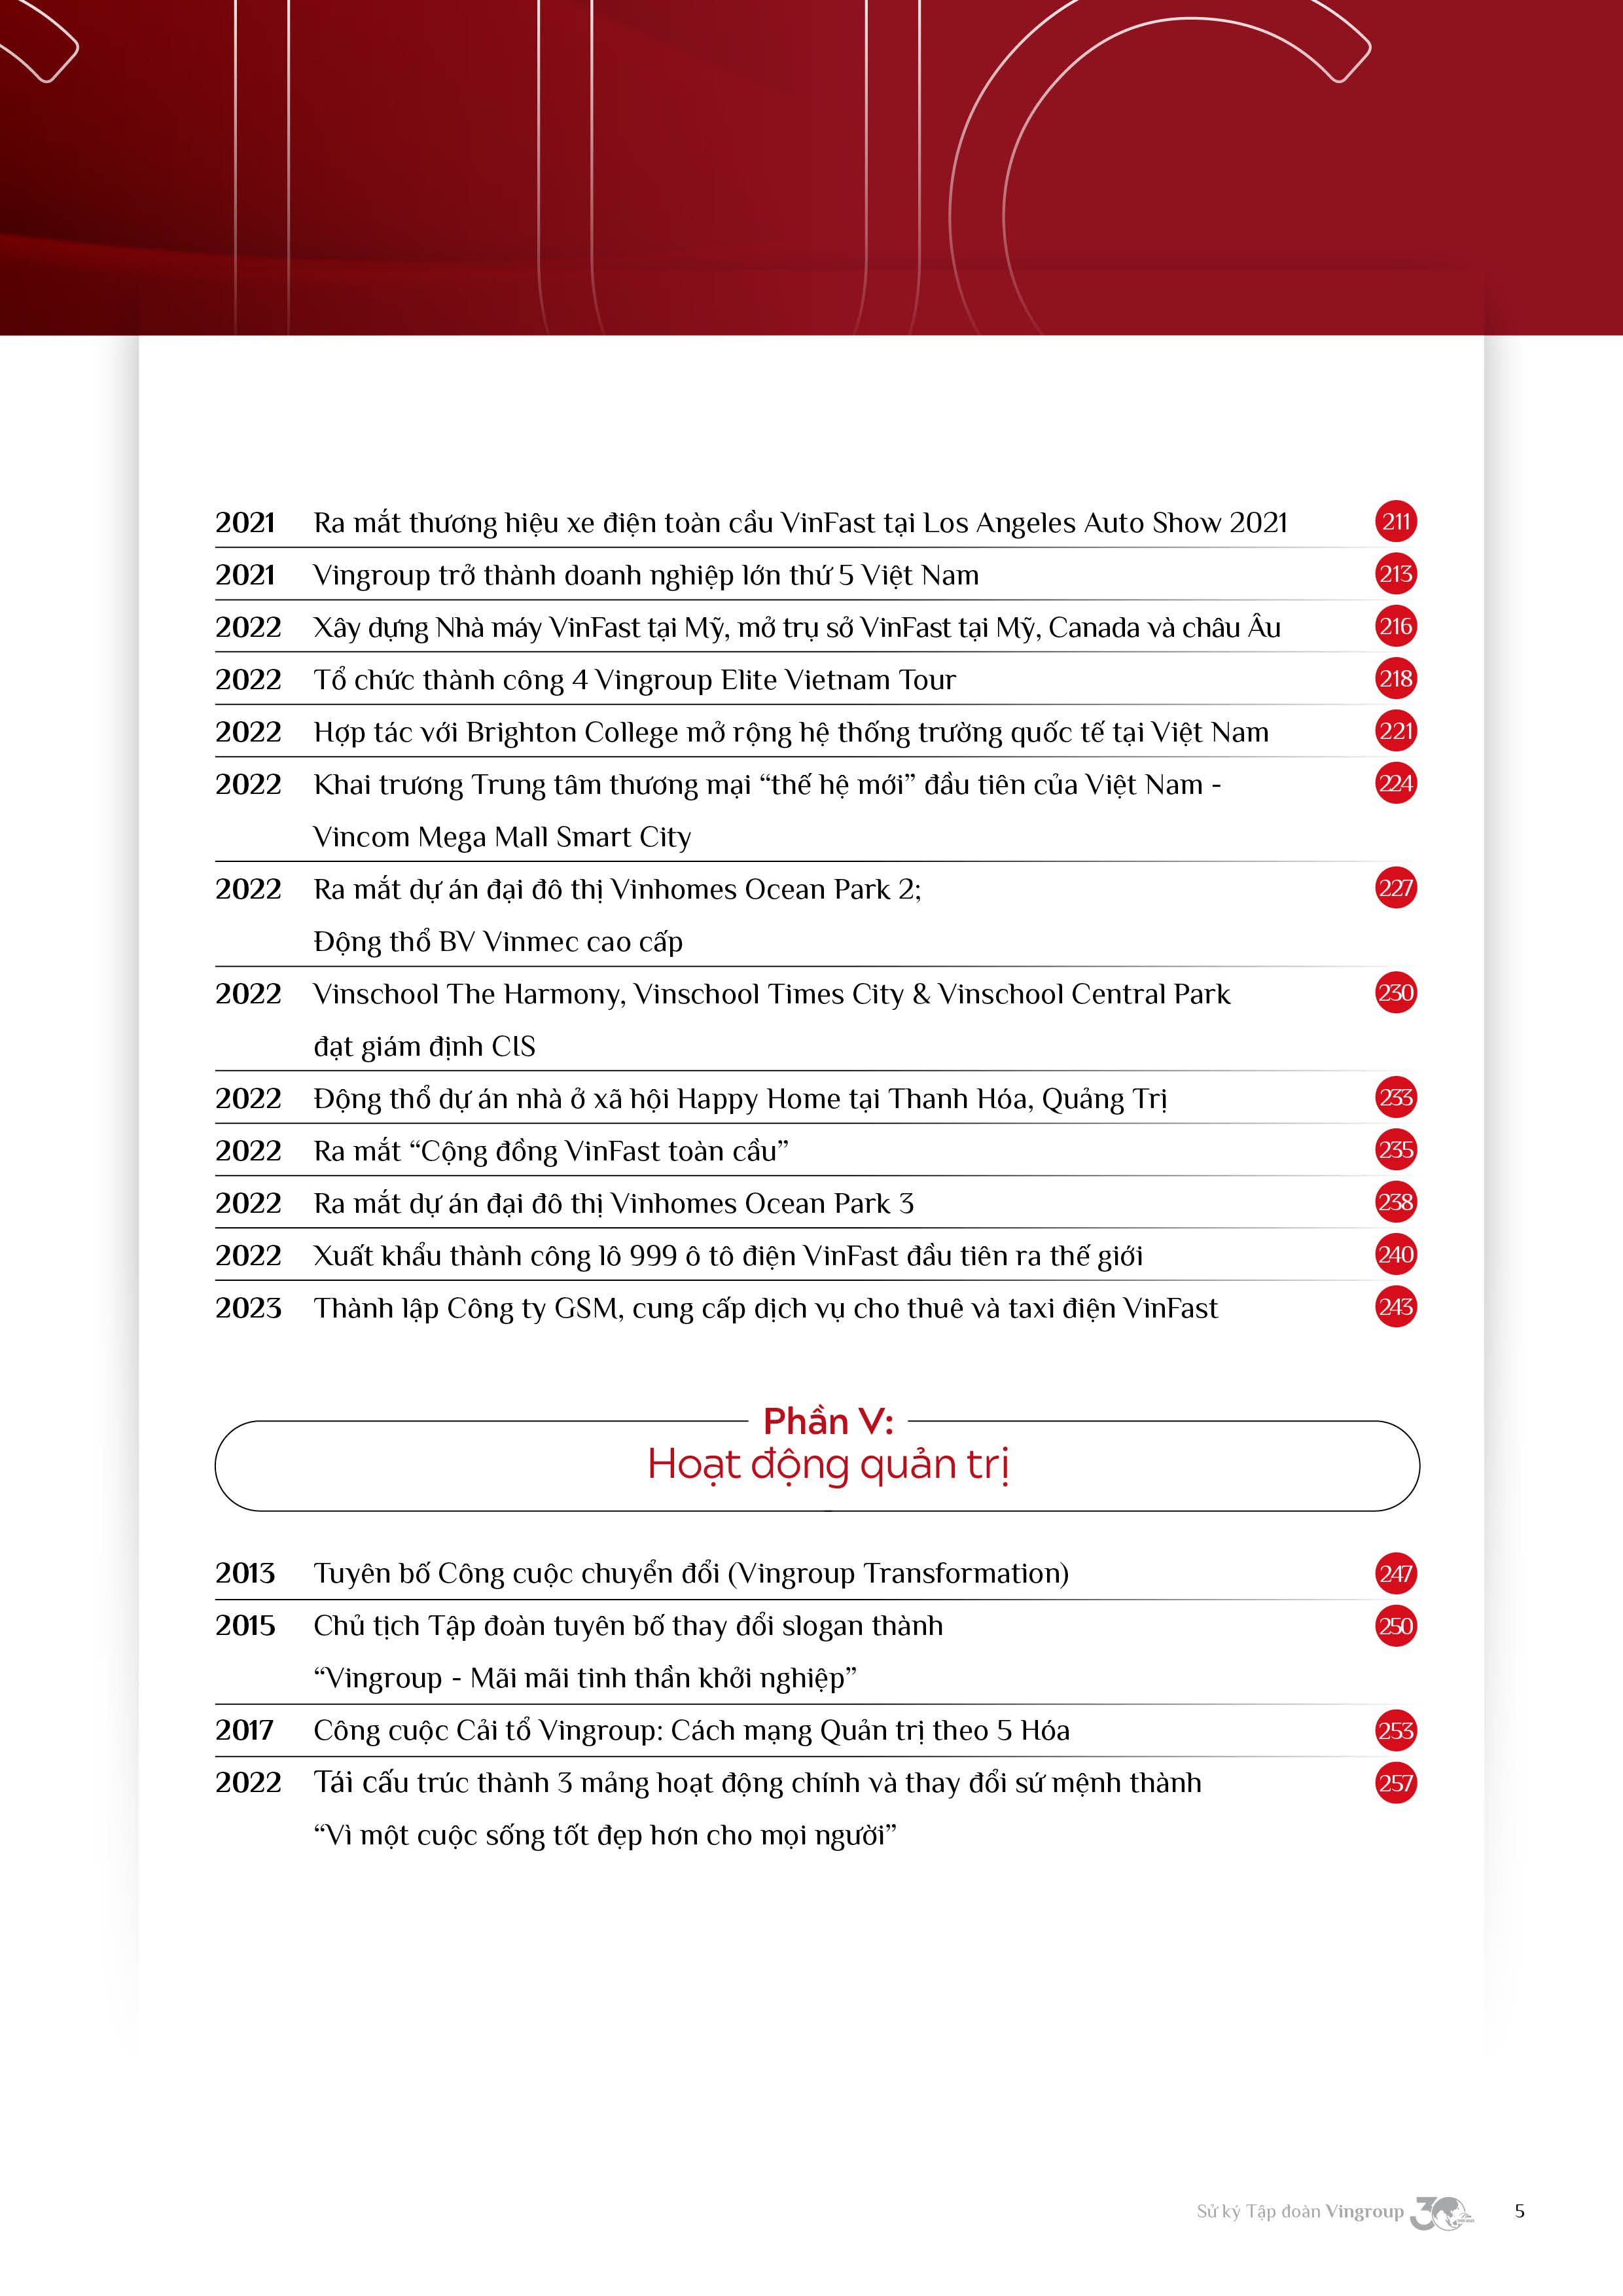 2021 Ra mắt thương hiệu xe điện toàn cầu VinFast tại Los Angeles Auto Show 2021 211
2021 Vingroup trở thành doanh nghiệp lớn thứ 5 Việt Nam 213
2022 Xây dựng Nhà máy VinFast tại Mỹ, mở trụ sở VinFast tại Mỹ, Canada và châu Âu 216
2022 Tổ chức thành công 4 Vingroup Elite Vietnam Tour 218
2022 Hợp tác với Brighton College mở rộng hệ thống trường quốc tế tại Việt Nam 221
2022 Khai trương Trung tâm thương mại “thế hệ mới” đầu tiên của Việt Nam - 224
Vincom Mega Mall Smart City
2022 Ra mắt dự án đại đô thị Vinhomes Ocean Park 2; 227
Động thổ BV Vinmec cao cấp
2022 Vinschool The Harmony, Vinschool Times City & Vinschool Central Park 230
đạt giám định CIS
2022 Động thổ dự án nhà ở xã hội Happy Home tại Thanh Hóa, Quảng Trị 233
2022 Ra mắt “Cộng đồng VinFast toàn cầu” 235
2022 Ra mắt dự án đại đô thị Vinhomes Ocean Park 3 238
2022 Xuất khẩu thành công lô 999 ô tô điện VinFast đầu tiên ra thế giới 240
2023 Thành lập Công ty GSM, cung cấp dịch vụ cho thuê và taxi điện VinFast 243
Phần V:
Hoạt động quản trị
2013 Tuyên bố Công cuộc chuyển đổi (Vingroup Transformation) 247
2015 Chủ tịch Tập đoàn tuyên bố thay đổi slogan thành 250
“Vingroup - Mãi mãi tinh thần khởi nghiệp”
2017 Công cuộc Cải tổ Vingroup: Cách mạng Quản trị theo 5 Hóa 253
2022 Tái cấu trúc thành 3 mảng hoạt động chính và thay đổi sứ mệnh thành 257
“Vì một cuộc sống tốt đẹp hơn cho mọi người”
Sử ký Tập đoàn Vingroup 30 5